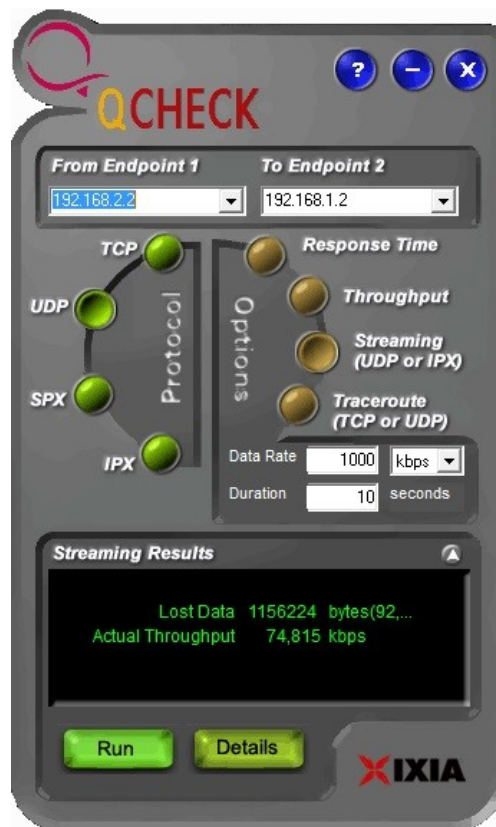 QCHECK
? – X
From Endpoint 1 To Endpoint 2
192.168.2.2 192.168.1.2
TCP
UDP
SPX
IPX
Protocol
Options
Response Time
Throughput
Streaming
(UDP or IPX)
Traceroute
(TCP or UDP)
Data Rate 1000 kbps
Duration 10 seconds
Streaming Results
Lost Data 1156224 bytes(92,...
Actual Throughput 74,815 kbps
Run Details
XIXIA